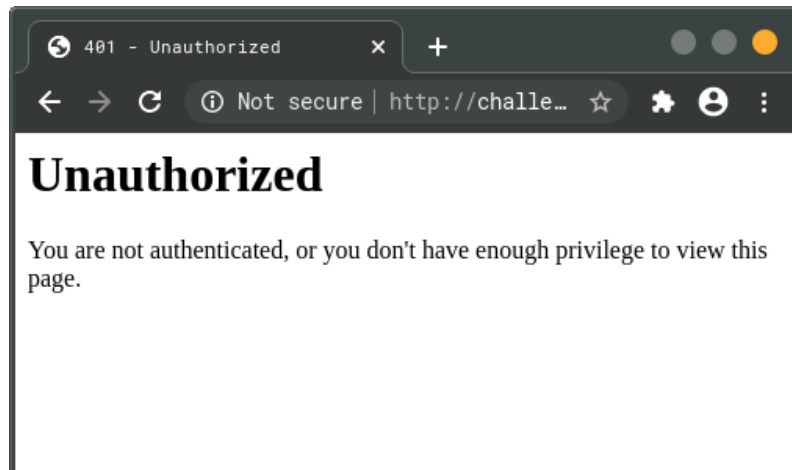 401 - Unauthorized
Not secure | http://challe…
Unauthorized
You are not authenticated, or you don't have enough privilege to view this
page.